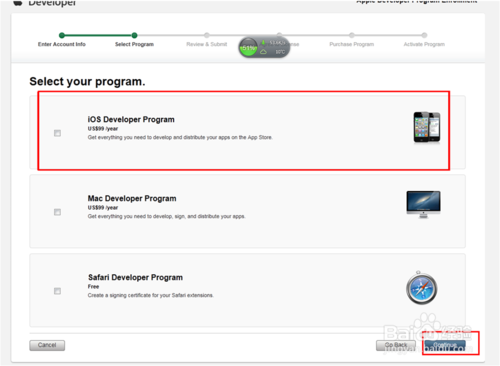 Developer
Apple Developer Program Enrollment
Enter Account Info
Select Program
Review & Submit
Purchase Program
Activate Program
Select your program.
iOS Developer Program
US$99 /year
Get everything you need to develop and distribute your apps on the App Store.
Mac Developer Program
US$99 /year
Get everything you need to develop, sign, and distribute your apps.
Safari Developer Program
Free
Create a signing certificate for your Safari extensions.
Cancel
Go Back
Continue